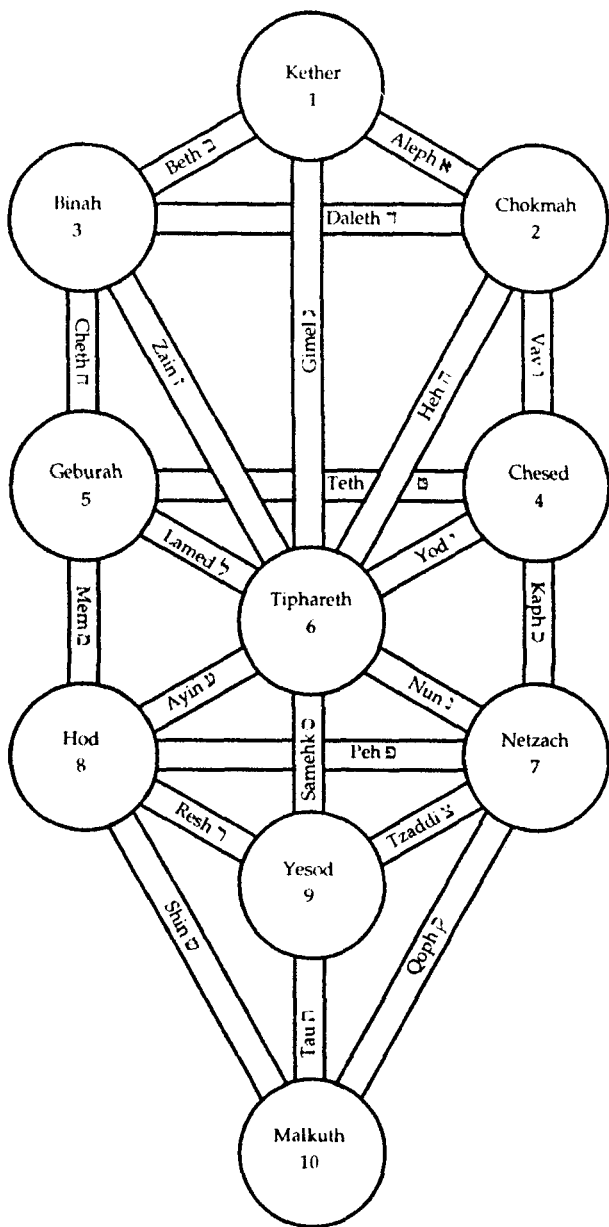 Kether
1
Beth ב
Aleph א
Binah
3
Chokmah
2
Daleth ד
Gimel ג
Cheth ח
Zain ז
Heh ה
Vav ו
Geburah
5
Chesed
4
Teth ט
Lamed ל
Yod י
Tiphareth
6
Mem מ
Kaph כ
Ayin ע
Nun נ
Hod
8
Netzach
7
Peh פ
Samehk ס
Resh ר
Tzaddi צ
Yesod
9
Shin ש
Qoph ק
Tau ת
Malkuth
10